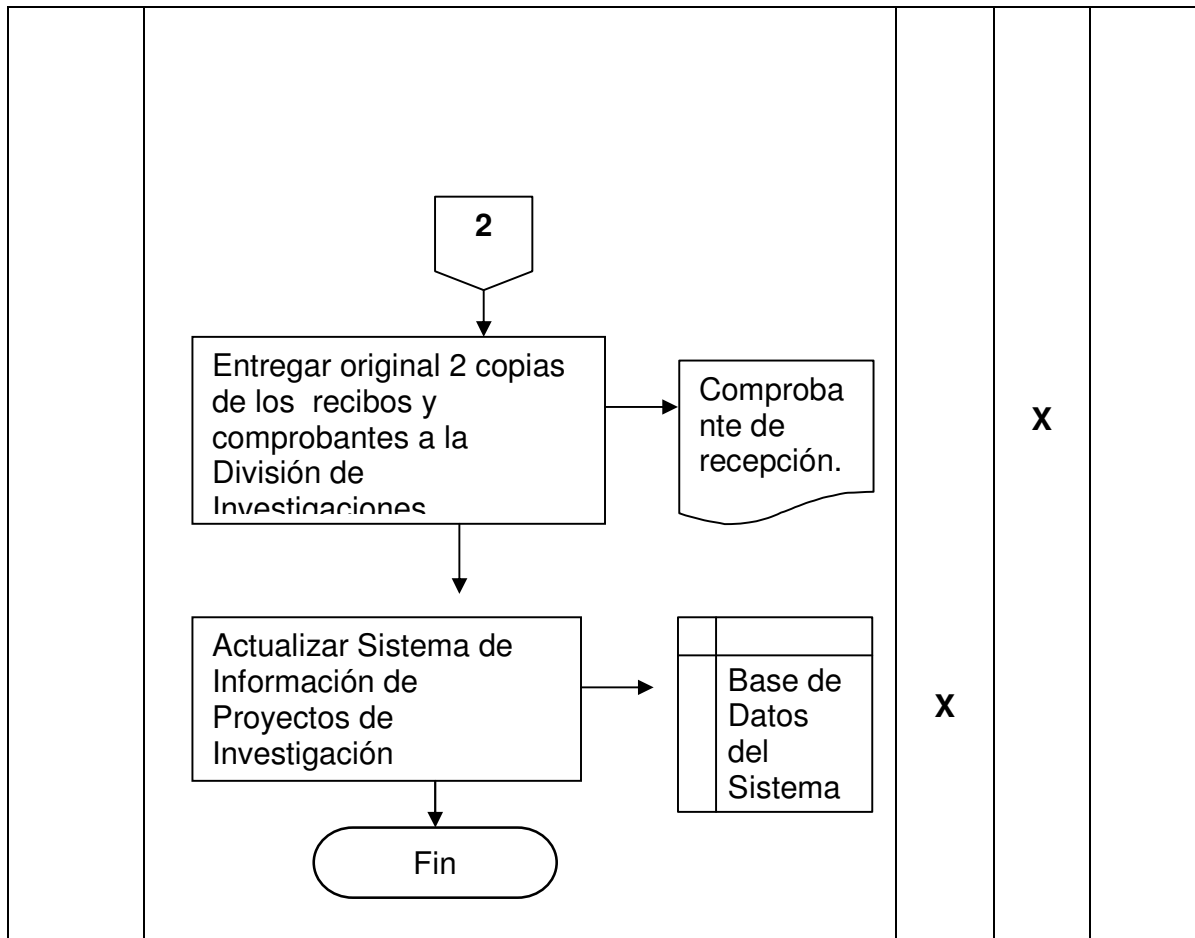 2
Entregar original 2 copias
de los recibos y
comprobantes a la
División de
Investigaciones
Comproba
nte de
recepción.
X
Actualizar Sistema de
Información de
Proyectos de
Investigación
Base de
Datos
del
Sistema
X
Fin